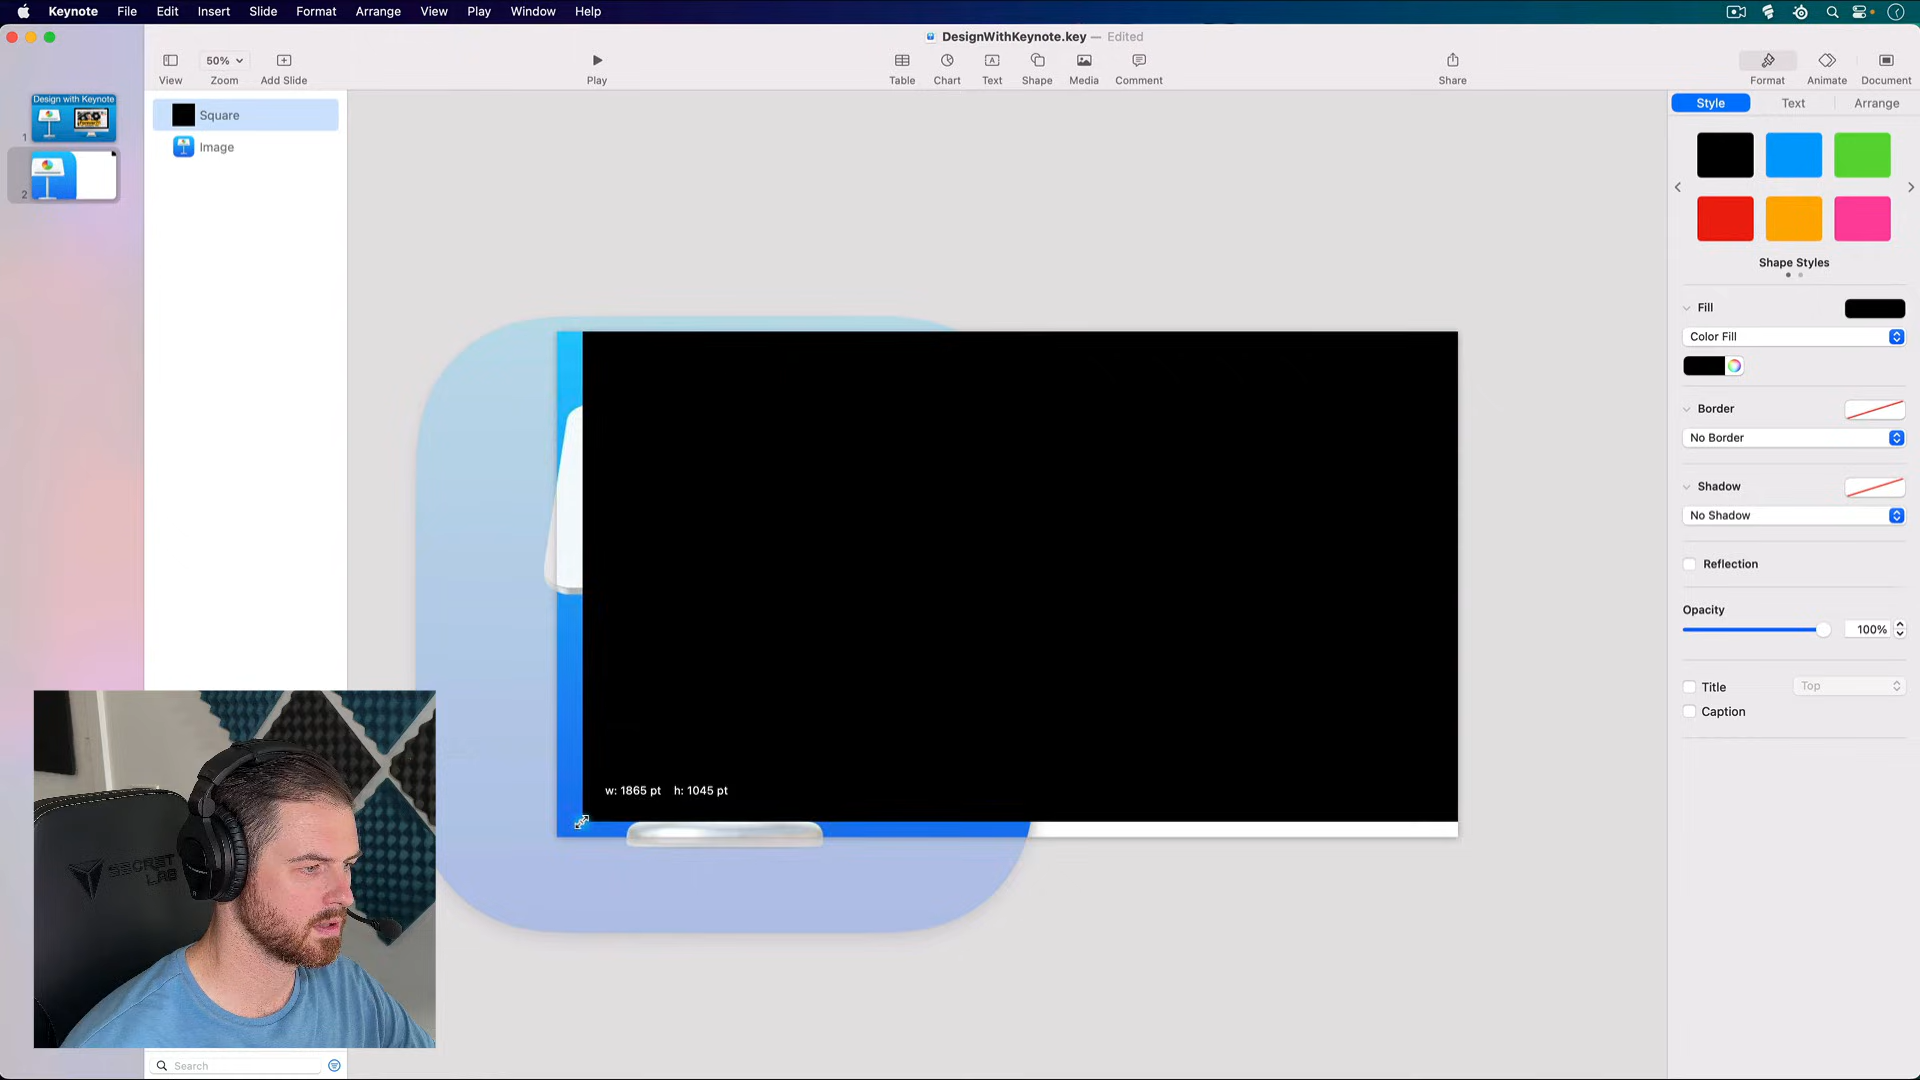 Keynote File Edit Insert Slide Format Arrange View Play Window Help
DesignWithKeynote.key — Edited
50%
View Zoom Add Slide Play Table Chart Text Shape Media Comment Share Format Animate Document
Style Text Arrange
Design with Keynote
1
2
Square
Image
Shape Styles
Fill
Color Fill
Border
No Border
Shadow
No Shadow
Reflection
Opacity
100%
Title Top
Caption
w: 1865 pt h: 1045 pt
SECRET
LAB
Search